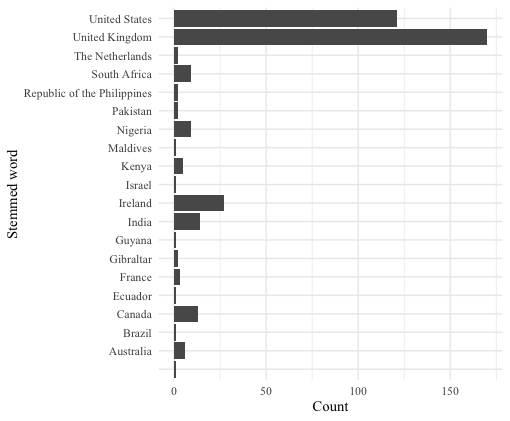 United States
United Kingdom
The Netherlands
South Africa
Republic of the Philippines
Pakistan
Nigeria
Maldives
Kenya
Israel
Ireland
India
Guyana
Gibraltar
France
Ecuador
Canada
Brazil
Australia
Stemmed word
0 50 100 150
Count